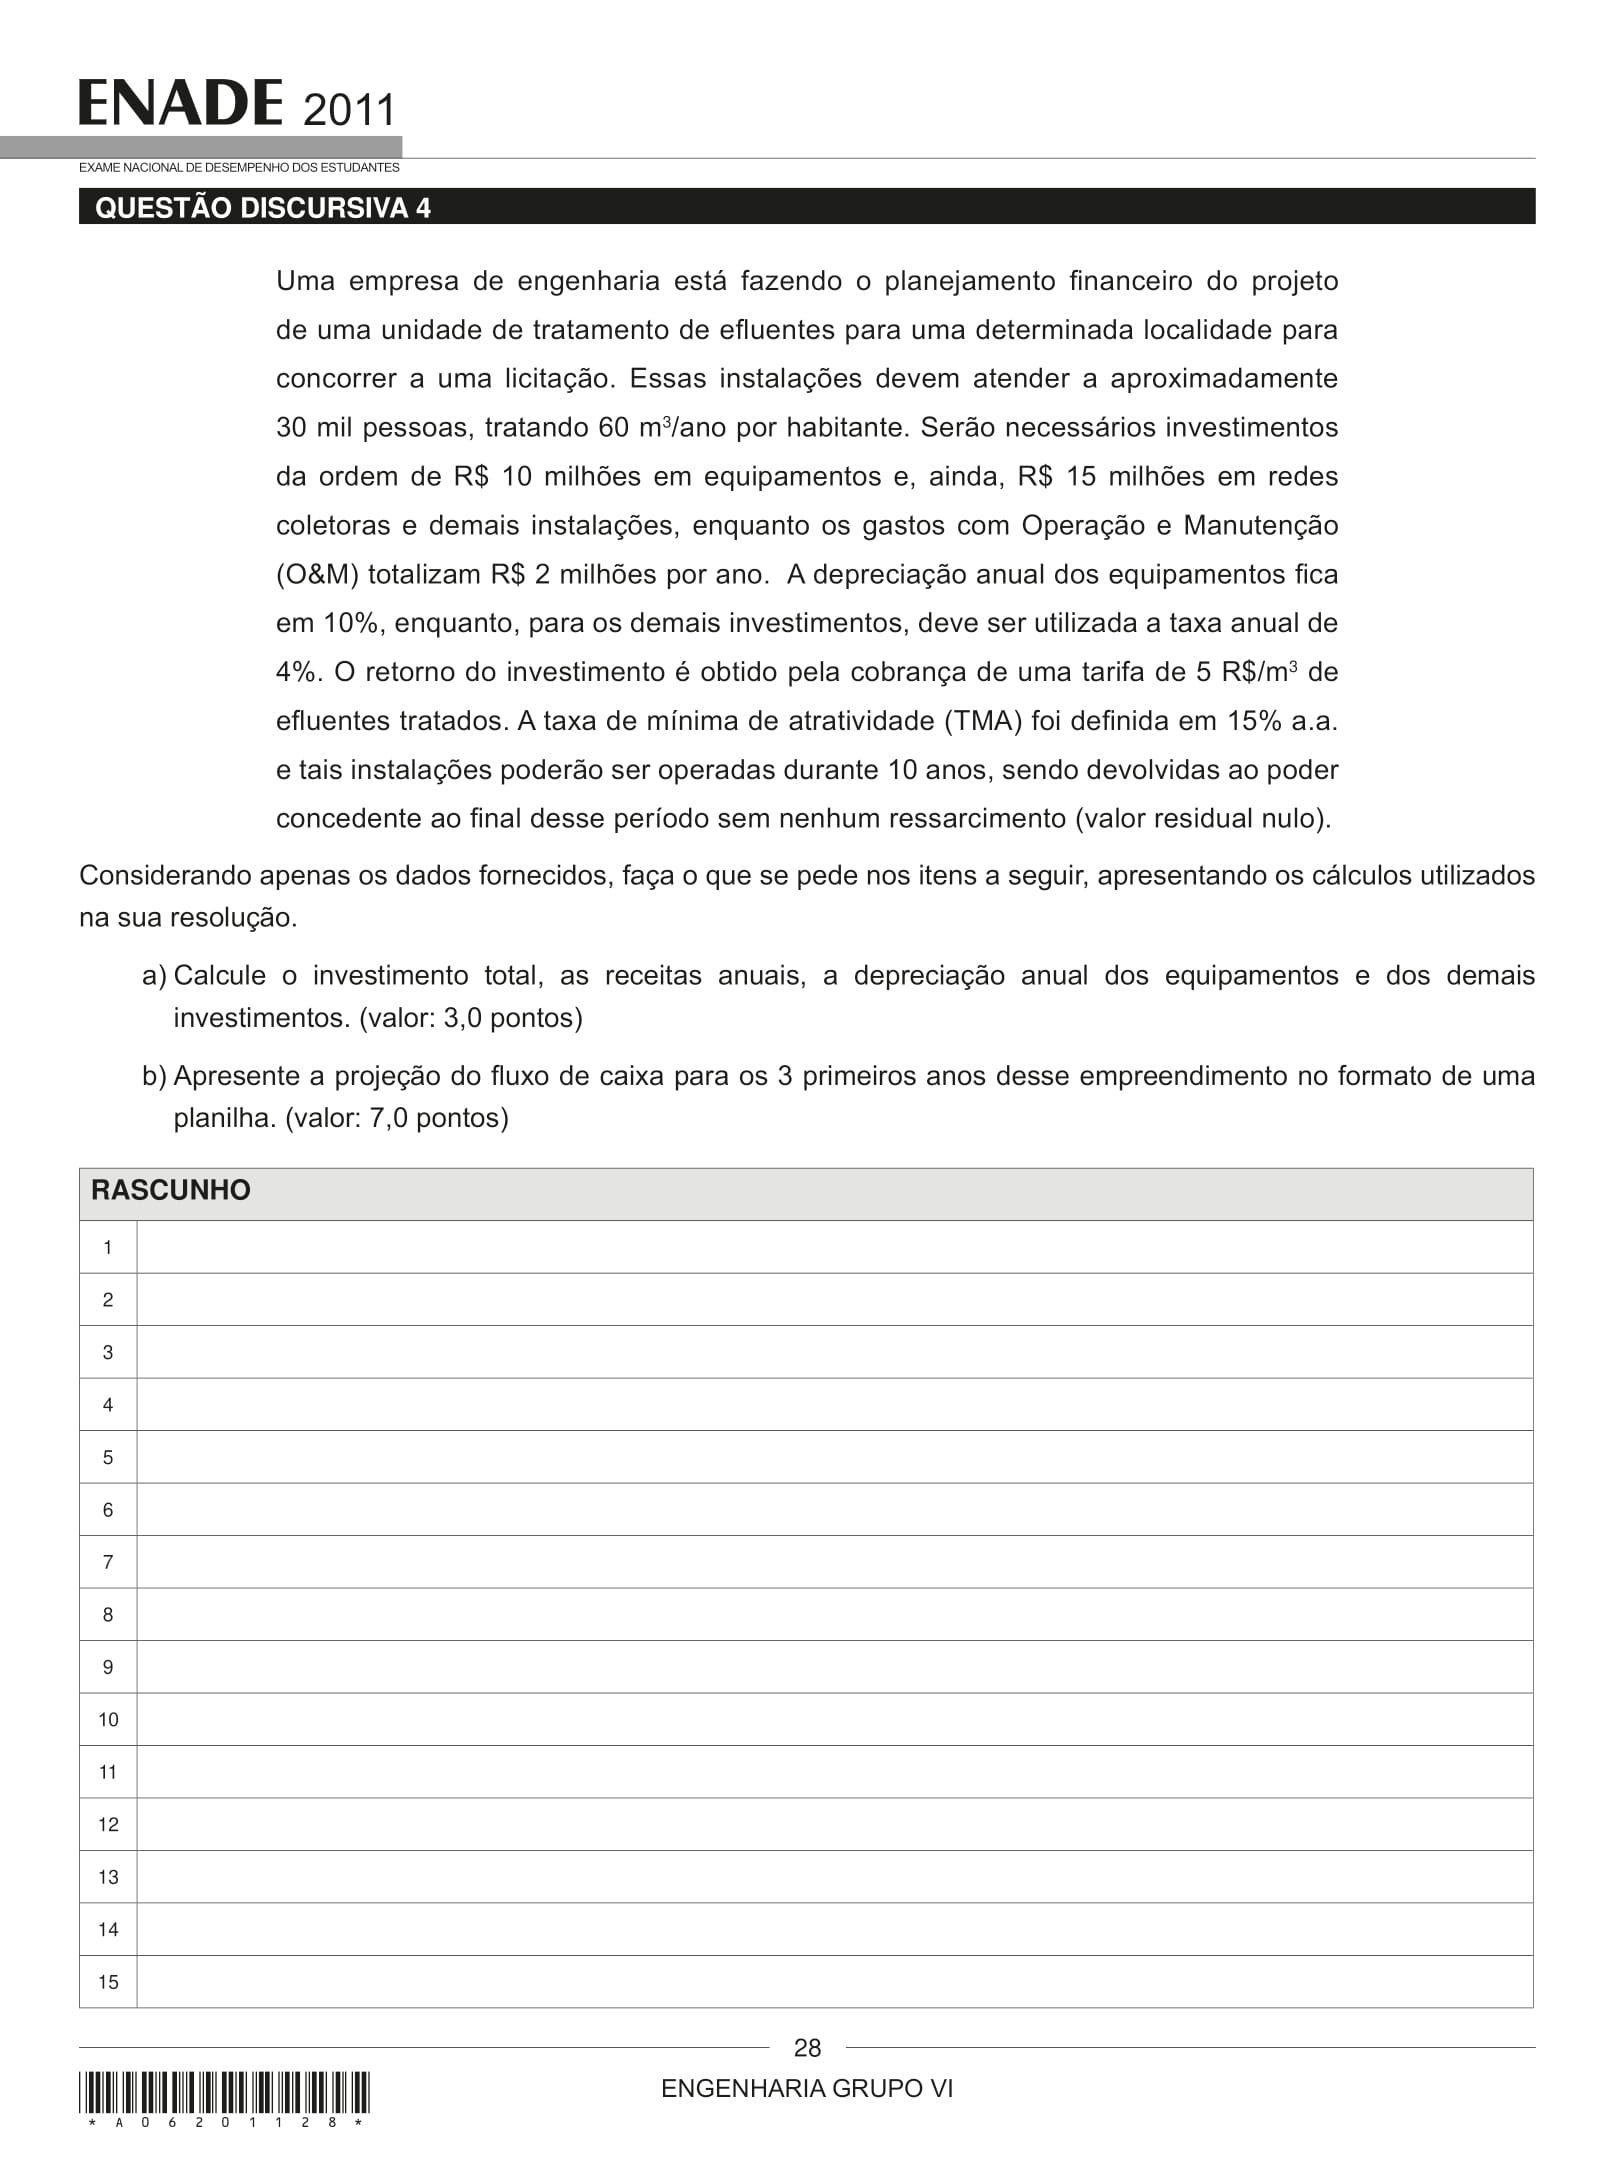 ENADE 2011
EXAME NACIONAL DE DESEMPENHO DOS ESTUDANTES
QUESTÃO DISCURSIVA 4
Uma empresa de engenharia está fazendo o planejamento financeiro do projeto
de uma unidade de tratamento de efluentes para uma determinada localidade para
concorrer a uma licitação. Essas instalações devem atender a aproximadamente
30 mil pessoas, tratando 60 m³/ano por habitante. Serão necessários investimentos
da ordem de R$ 10 milhões em equipamentos e, ainda, R$ 15 milhões em redes
coletoras e demais instalações, enquanto os gastos com Operação e Manutenção
(O&M) totalizam R$ 2 milhões por ano. A depreciação anual dos equipamentos fica
em 10%, enquanto, para os demais investimentos, deve ser utilizada a taxa anual de
4%. O retorno do investimento é obtido pela cobrança de uma tarifa de 5 R$/m³ de
efluentes tratados. A taxa de mínima de atratividade (TMA) foi definida em 15% a.a.
e tais instalações poderão ser operadas durante 10 anos, sendo devolvidas ao poder
concedente ao final desse período sem nenhum ressarcimento (valor residual nulo).
Considerando apenas os dados fornecidos, faça o que se pede nos itens a seguir, apresentando os cálculos utilizados
na sua resolução.
a) Calcule o investimento total, as receitas anuais, a depreciação anual dos equipamentos e dos demais
investimentos. (valor: 3,0 pontos)
b) Apresente a projeção do fluxo de caixa para os 3 primeiros anos desse empreendimento no formato de uma
planilha. (valor: 7,0 pontos)
RASCUNHO
1
2
3
4
5
6
7
8
9
10
11
12
13
14
15
28
ENGENHARIA GRUPO VI
* A 0 6 2 0 1 1 2 8 *